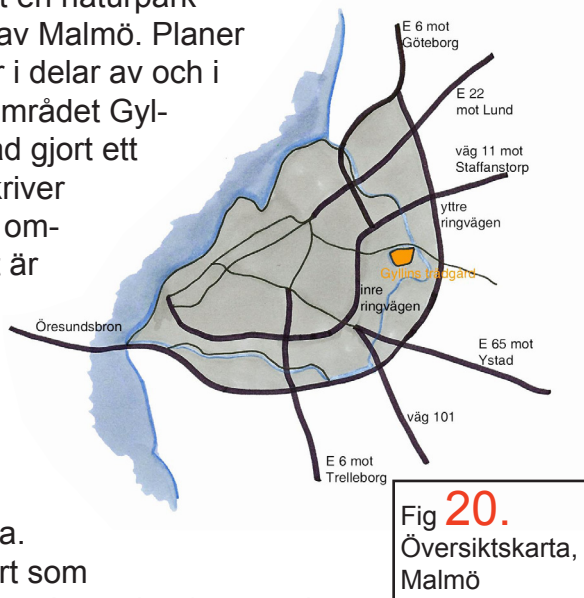 t en naturpark
av Malmö. Planer
r i delar av och i
mrådet Gyl-
ad gjort ett
kriver
om-
t är
E 6 mot
Göteborg
E 22
mot Lund
väg 11 mot
Staffanstorp
yttre
ringvägen
Gyllins trädgård
inre
ringvägen
Öresundsbron
E 65 mot
Ystad
väg 101
E 6 mot
Trelleborg
a.
rt som
Fig 20.
Översiktskarta,
Malmö